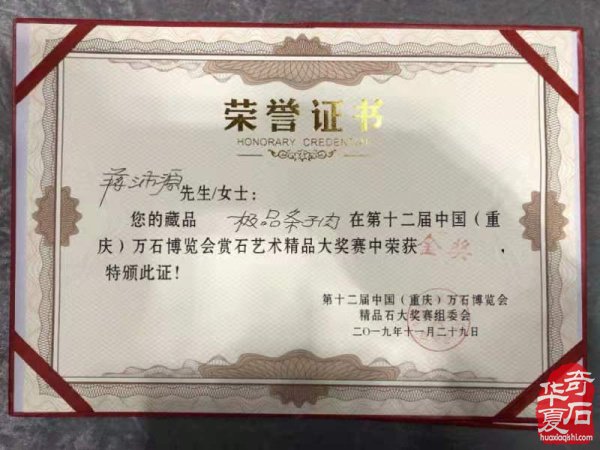 荣誉证书
HONORARY CREDENTIAL
蒋沛源先生/女士：
您的藏品 极品条子肉 在第十二届中国（重
庆）万石博览会赏石艺术精品大奖赛中荣获 金奖 ，
特颁此证！
第十二届中国（重庆）万石博览会
精品石大奖赛组委会
二〇一九年十一月二十九日
华夏奇石
huaxiaqishi.com